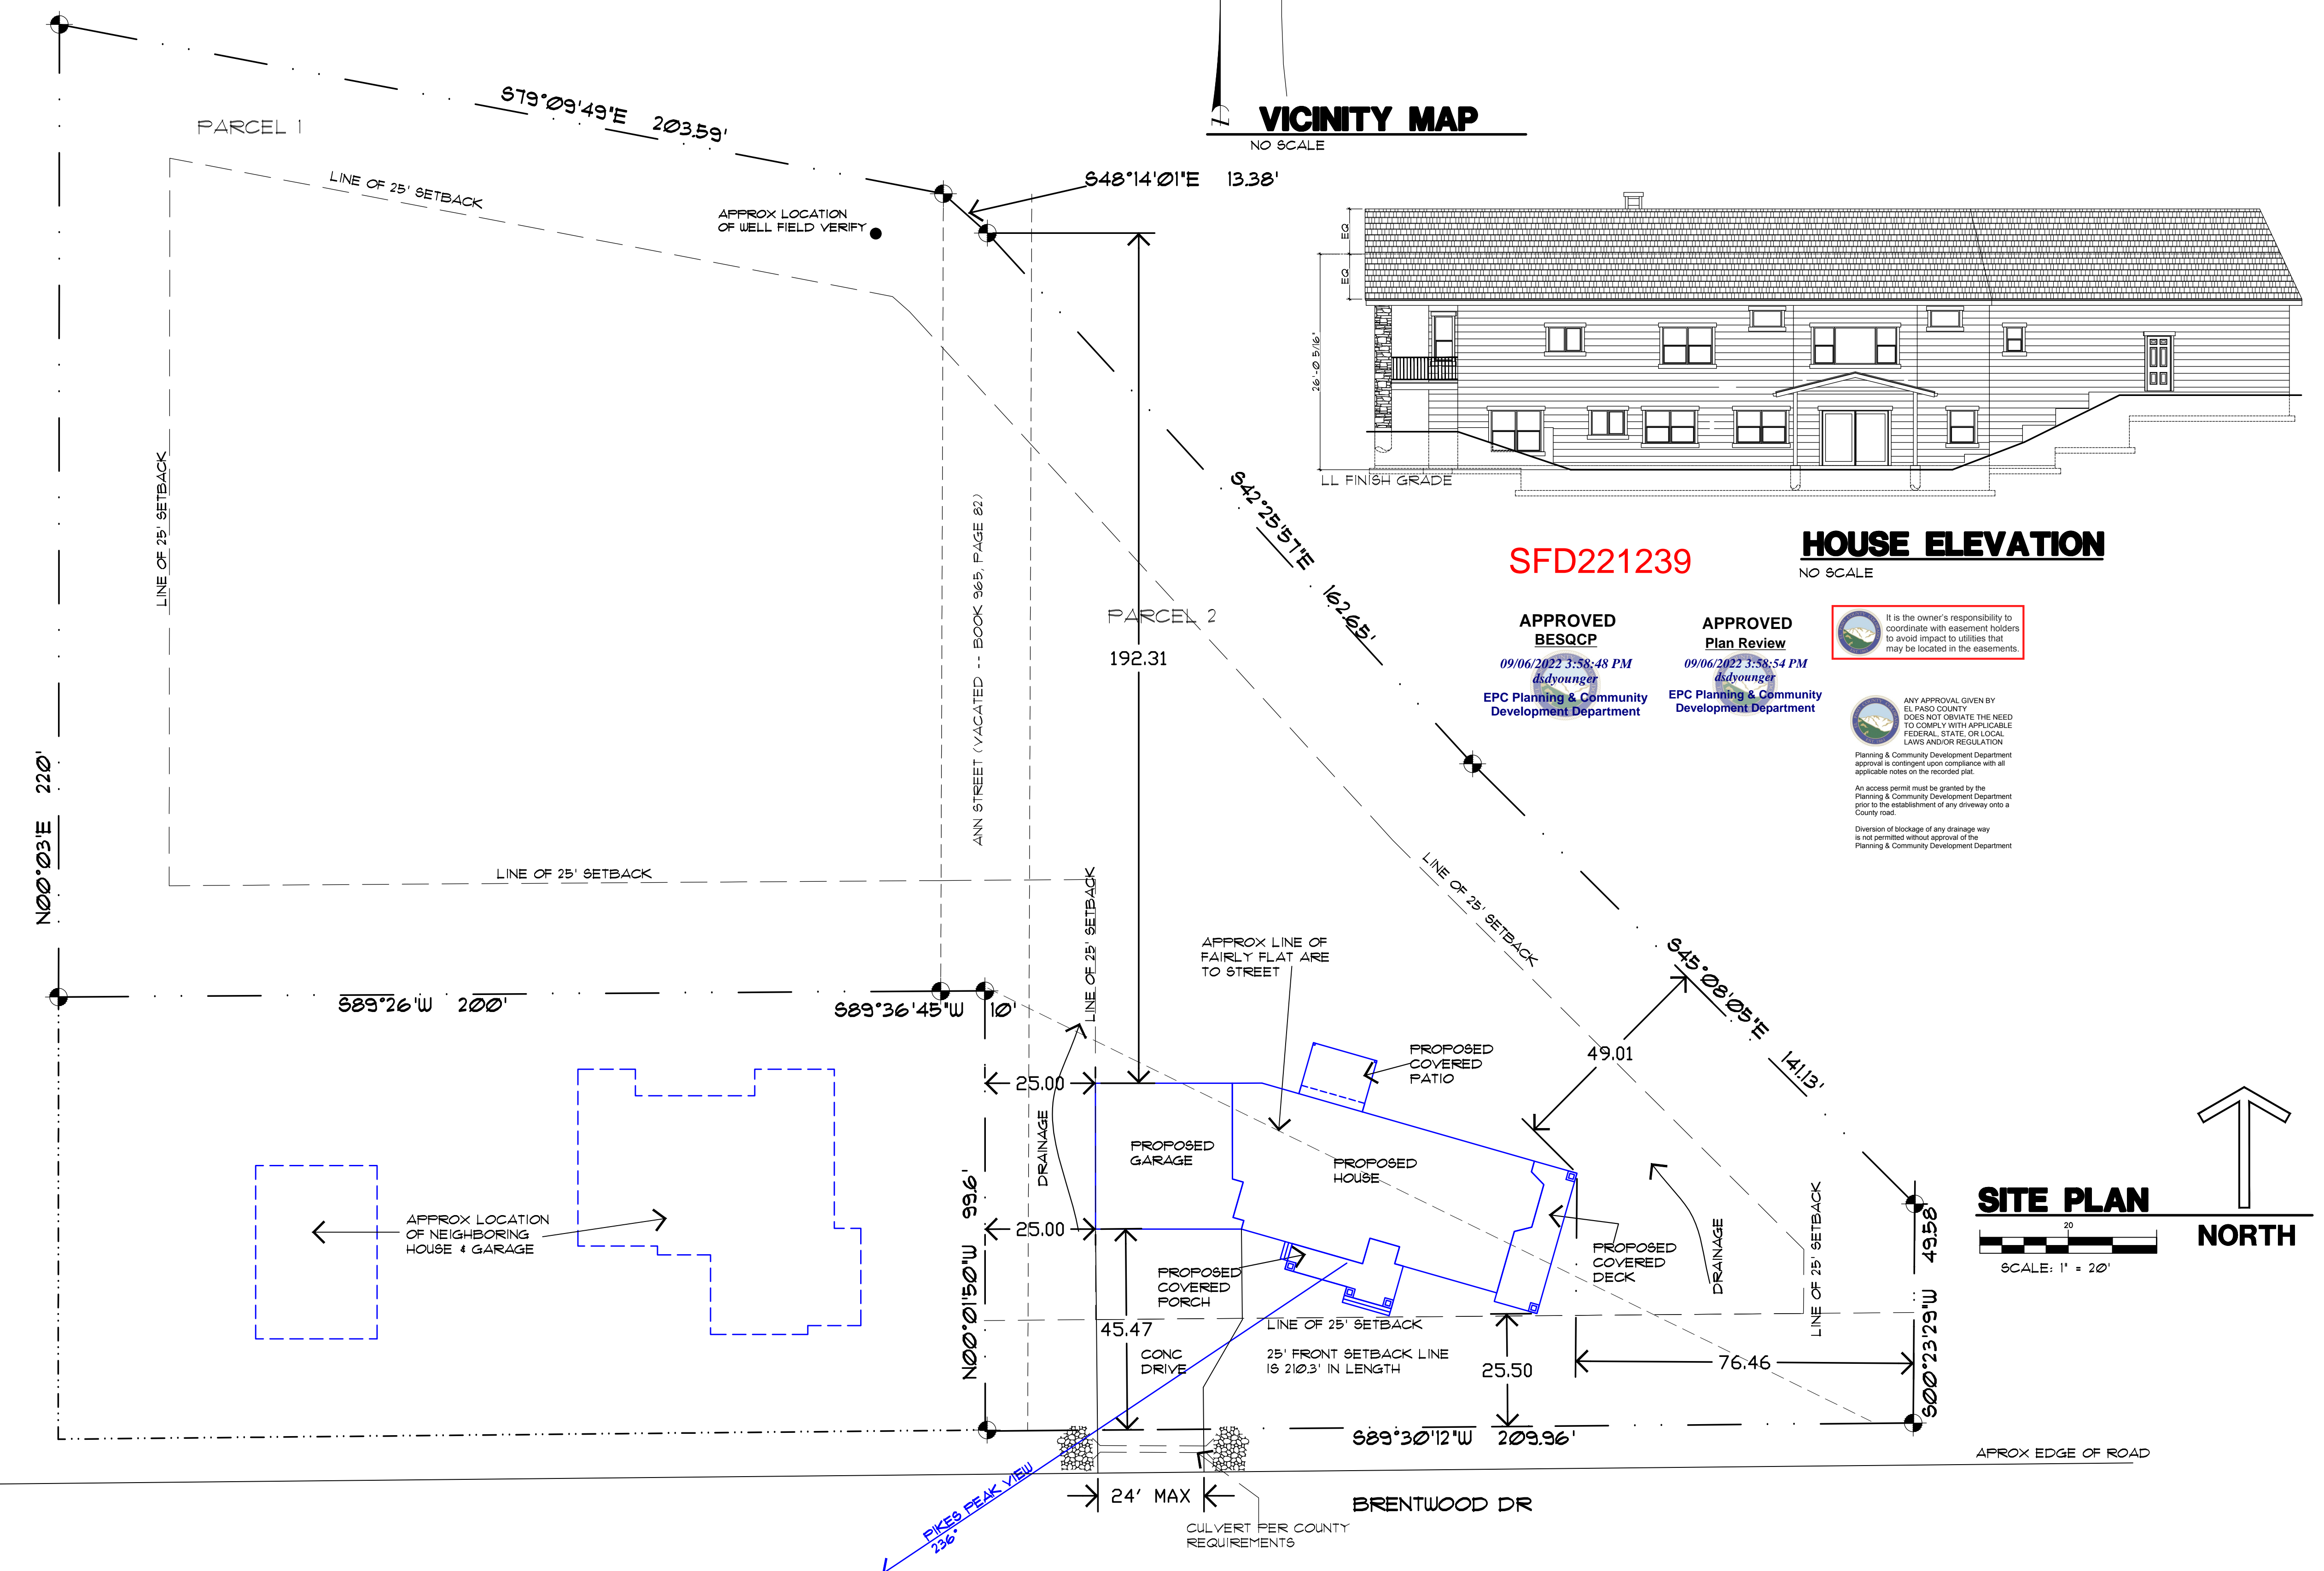 VICINITY MAP
NO SCALE
PARCEL 1
S79°09'49"E 203.59'
LINE OF 25' SETBACK
APPROX LOCATION
OF WELL FIELD VERIFY
S48°14'01"E 13.38'
EQ
EQ
26'-0 5/16"
LL FINISH GRADE
HOUSE ELEVATION
NO SCALE
LINE OF 25' SETBACK
N00°03'E 220'
ANN STREET (VACATED -- BOOK 965, PAGE 82)
S42°25'57"E 162.65'
PARCEL 2
192.31
SFD221239
APPROVED
BESQCP
09/06/2022 3:58:48 PM
dsdyounger
EPC Planning & Community
Development Department
APPROVED
Plan Review
09/06/2022 3:58:54 PM
dsdyounger
EPC Planning & Community
Development Department
It is the owner's responsibility to
coordinate with easement holders
to avoid impact to utilities that
may be located in the easements.
ANY APPROVAL GIVEN BY
EL PASO COUNTY
DOES NOT OBVIATE THE NEED
TO COMPLY WITH APPLICABLE
FEDERAL, STATE, OR LOCAL
LAWS AND/OR REGULATION
Planning & Community Development Department
approval is contingent upon compliance with all
applicable notes on the recorded plat.
An access permit must be granted by the
Planning & Community Development Department
prior to the establishment of any driveway onto a
County road.
Diversion of blockage of any drainage way
is not permitted without approval of the
Planning & Community Development Department
LINE OF 25' SETBACK
LINE OF 25' SETBACK
LINE OF 25' SETBACK
S89°26'W 200'
S89°36'45"W 10'
APPROX LINE OF
FAIRLY FLAT ARE
TO STREET
S45°08'05"E 141.13'
49.01
PROPOSED
COVERED
PATIO
25.00
DRAINAGE
PROPOSED
GARAGE
PROPOSED
HOUSE
25.00
N00°01'50"W 99.6'
APPROX LOCATION
OF NEIGHBORING
HOUSE & GARAGE
PROPOSED
COVERED
PORCH
PROPOSED
COVERED
DECK
DRAINAGE
LINE OF 25' SETBACK
S00°23'29"W 49.58'
SITE PLAN
20
SCALE: 1" = 20'
NORTH
45.47
LINE OF 25' SETBACK
CONC
DRIVE
25' FRONT SETBACK LINE
IS 210.3' IN LENGTH
25.50
76.46
S89°30'12"W 209.96'
APROX EDGE OF ROAD
PIKES PEAK VIEW
236°
24' MAX
BRENTWOOD DR
CULVERT PER COUNTY
REQUIREMENTS